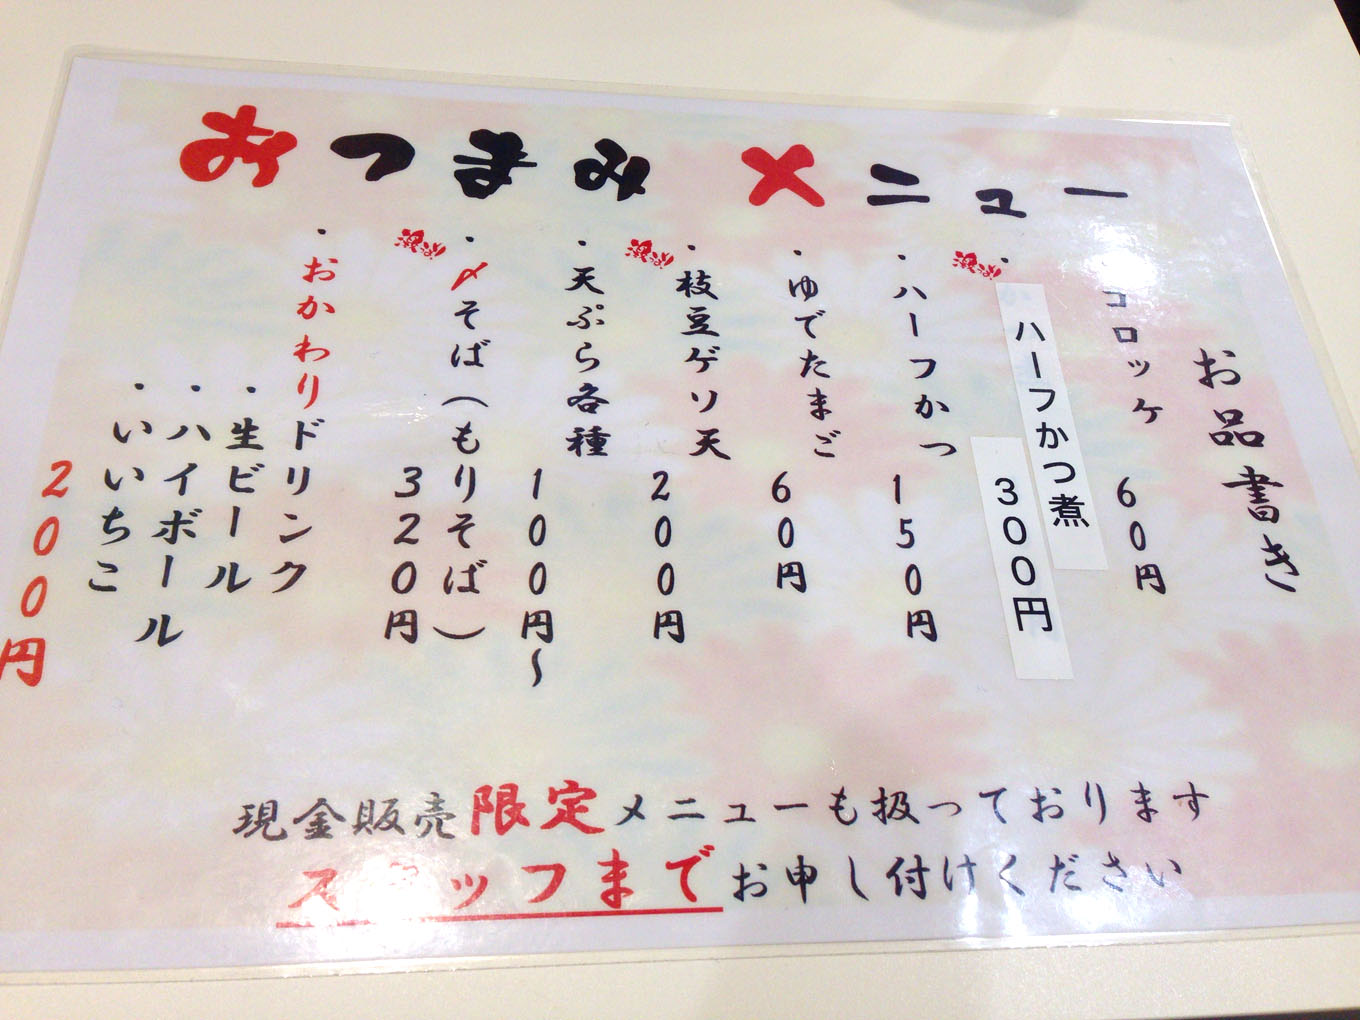 おつまみメニュー
お品書き
・コロッケ
60円
・ハーフかつ煮
300円
・ハーフかつ
150円
・ゆでたまご
60円
・枝豆ゲソ天
200円
・天ぷら各種
100円～
・〆そば（もりそば）
320円
・おかわりドリンク
・生ビール
・ハイボール
・いいちこ
200円
現金販売限定メニューも扱っております
スタッフまでお申し付けください